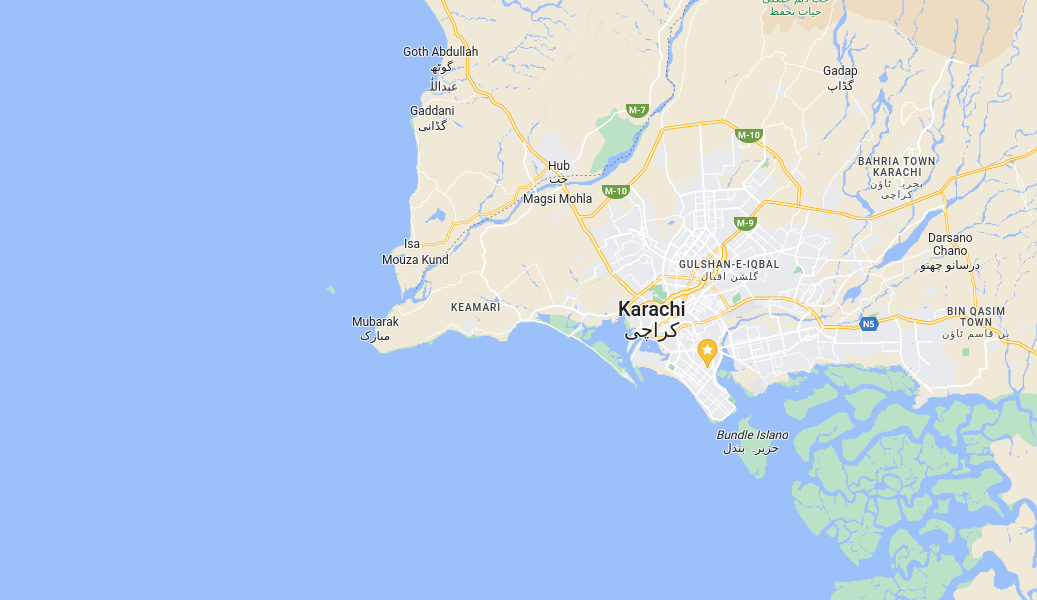 حیات تحفظ
Goth Abdullah
گوٹھ
عبداللہ
Gadap
گڈاپ
Gaddani
گڈانی
M-7
M-10
Hub
حب
BAHRIA TOWN
KARACHI
بحریہ ٹاؤن
کراچی
M-10
Magsi Mohla
M-9
Isa
Mouza Kund
Darsano
Chano
درسانو چھنو
GULSHAN-E-IQBAL
گلشن اقبال
KEAMARI
Karachi
کراچی
BIN QASIM
TOWN
بن قاسم ٹاؤن
N5
Mubarak
مبارک
Bundle Island
جزیرہ بندل